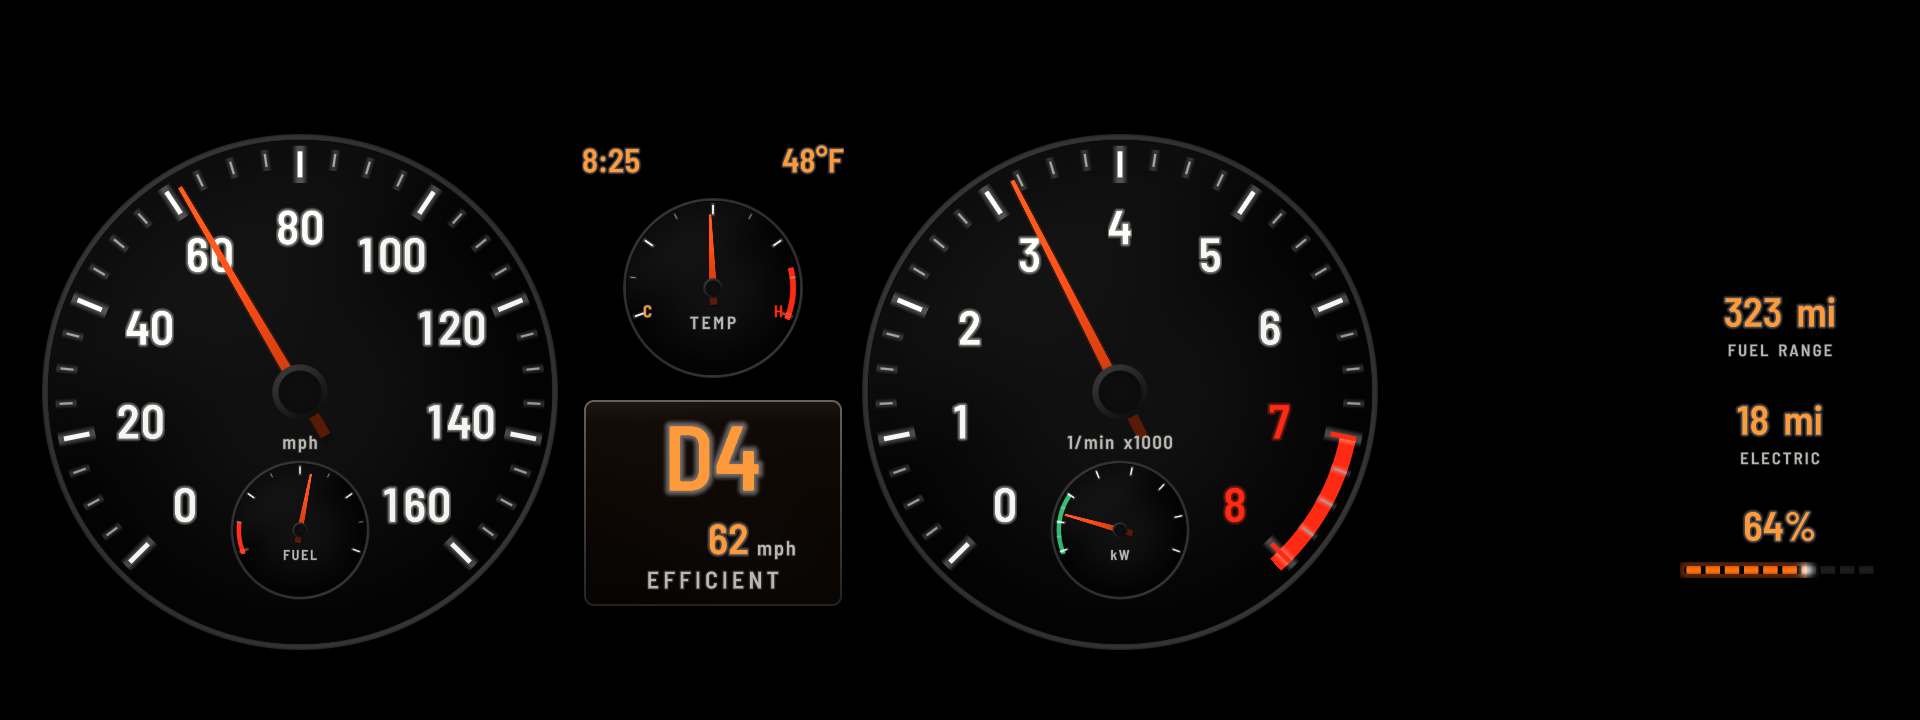 8:25
48°F
0
20
40
60
80
100
120
140
160
mph
FUEL
C
H
TEMP
D4
62 mph
EFFICIENT
0
1
2
3
4
5
6
7
8
1/min x1000
kW
323 mi
FUEL RANGE
18 mi
ELECTRIC
64%